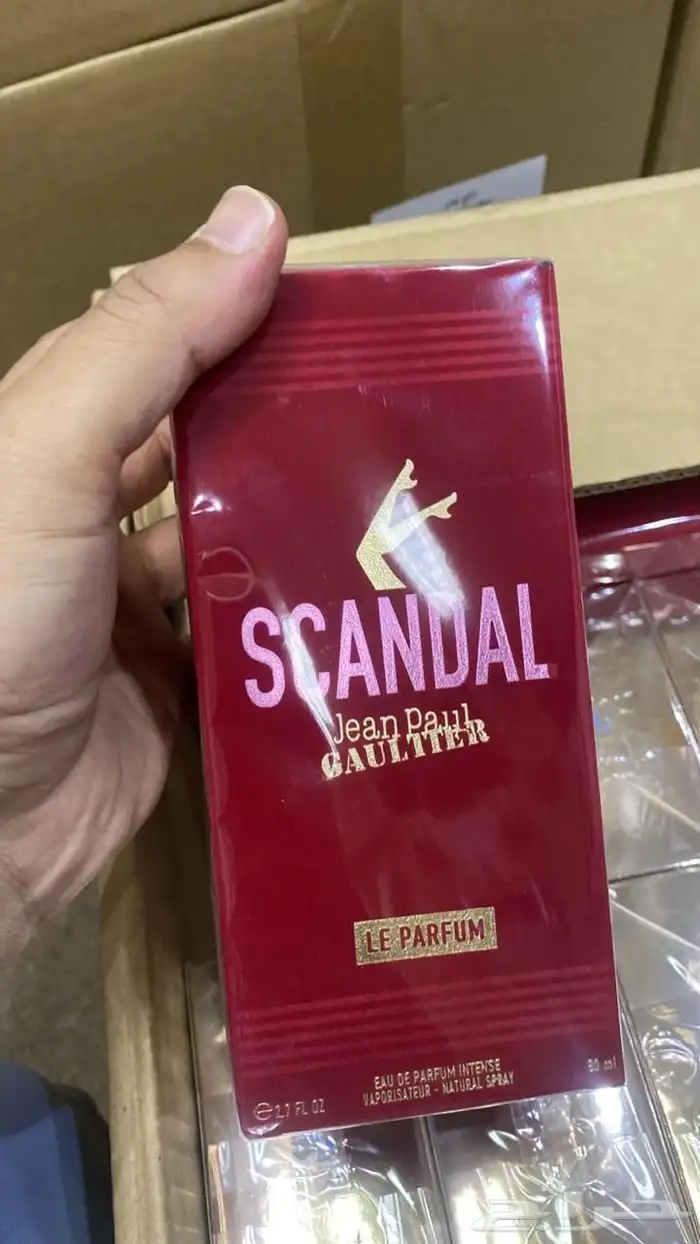 SCANDAL
Jean Paul
GAULTIER
LE PARFUM
EAU DE PARFUM INTENSE
VAPORISATEUR - NATURAL SPRAY
80 ml
℮ 2.7 FL OZ
حراج